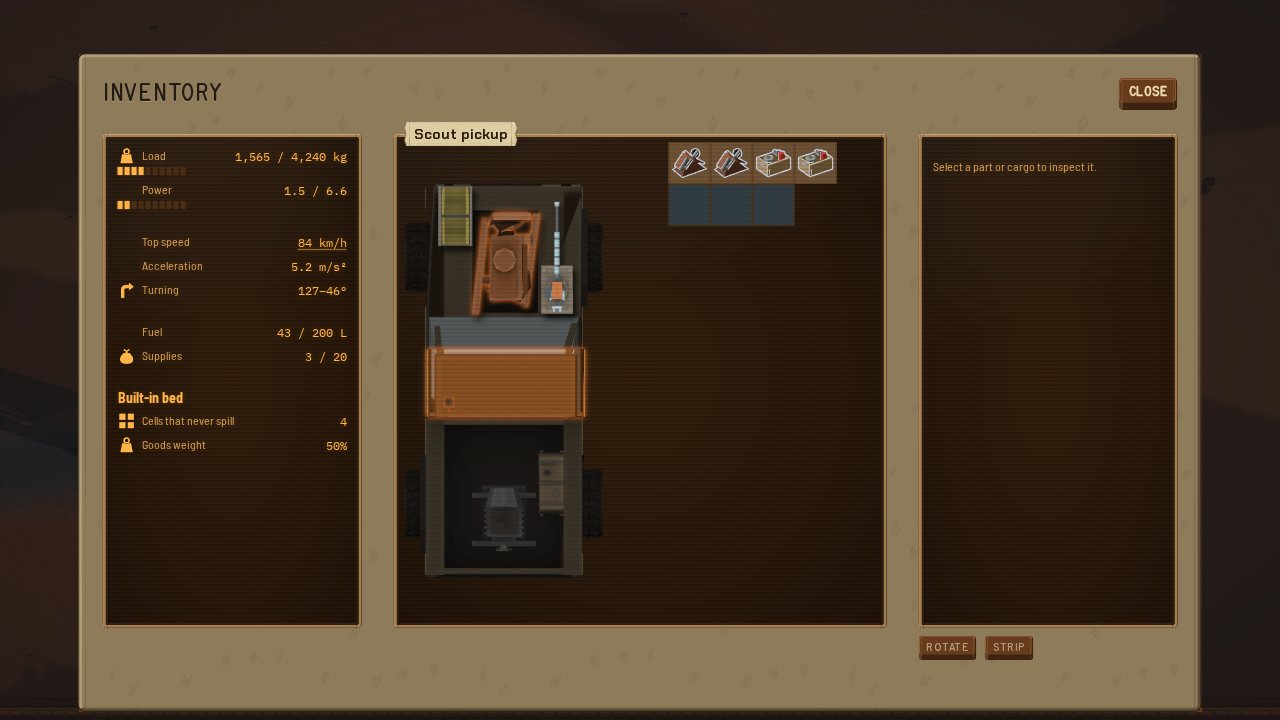 INVENTORY
CLOSE
Scout pickup
Load 1,565 / 4,240 kg
Power 1.5 / 6.6
Top speed 84 km/h
Acceleration 5.2 m/s²
Turning 127–46°
Fuel 43 / 200 L
Supplies 3 / 20
Built-in bed
Cells that never spill 4
Goods weight 50%
Select a part or cargo to inspect it.
ROTATE STRIP